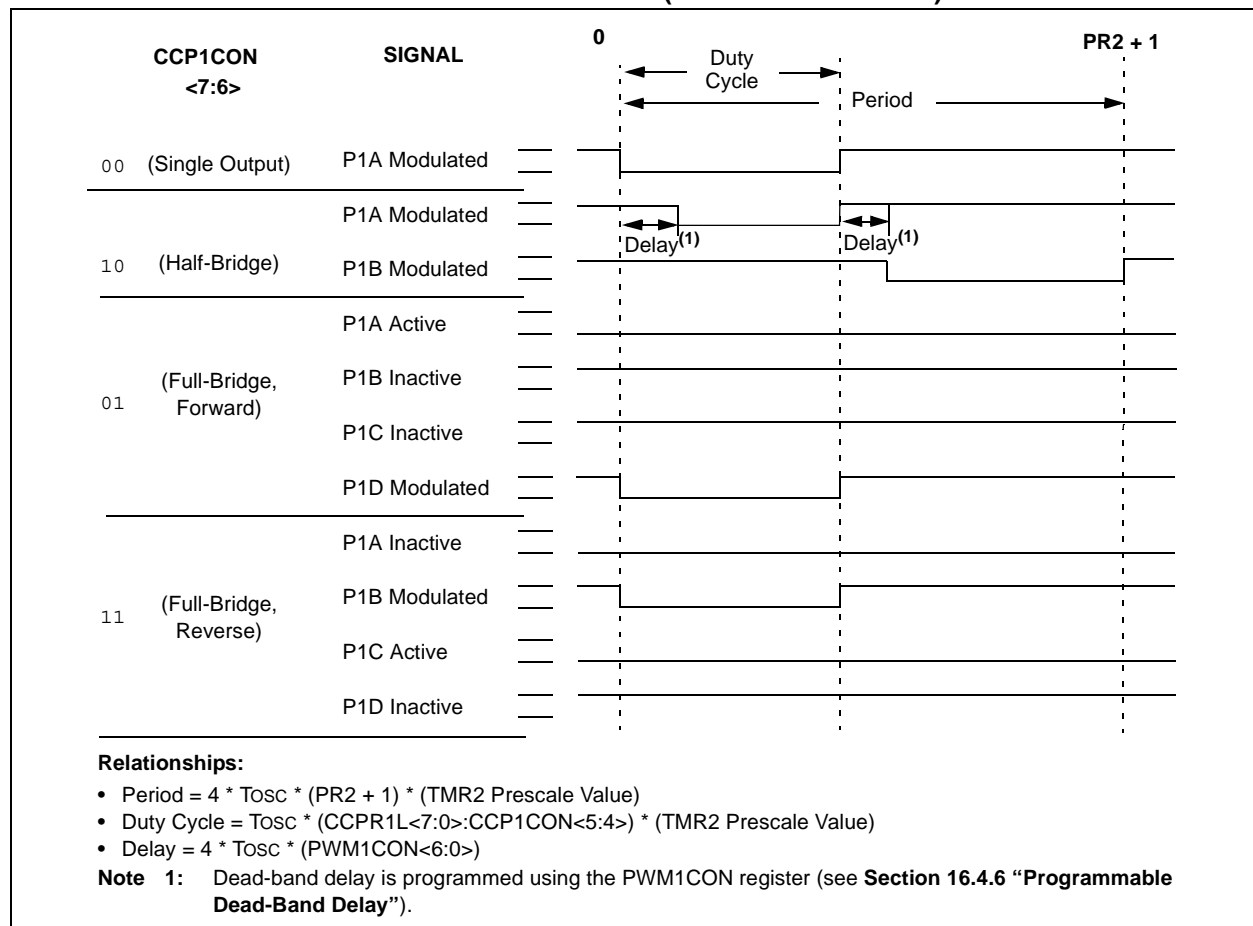 0
PR2 + 1
CCP1CON
<7:6>
SIGNAL
Duty
Cycle
Period
00 (Single Output) P1A Modulated
P1A Modulated
Delay(1) Delay(1)
10 (Half-Bridge) P1B Modulated
P1A Active
P1B Inactive
01 (Full-Bridge,
Forward)
P1C Inactive
P1D Modulated
P1A Inactive
P1B Modulated
11 (Full-Bridge,
Reverse)
P1C Active
P1D Inactive
Relationships:
• Period = 4 * TOSC * (PR2 + 1) * (TMR2 Prescale Value)
• Duty Cycle = TOSC * (CCPR1L<7:0>:CCP1CON<5:4>) * (TMR2 Prescale Value)
• Delay = 4 * TOSC * (PWM1CON<6:0>)
Note 1: Dead-band delay is programmed using the PWM1CON register (see Section 16.4.6 “Programmable
Dead-Band Delay”).